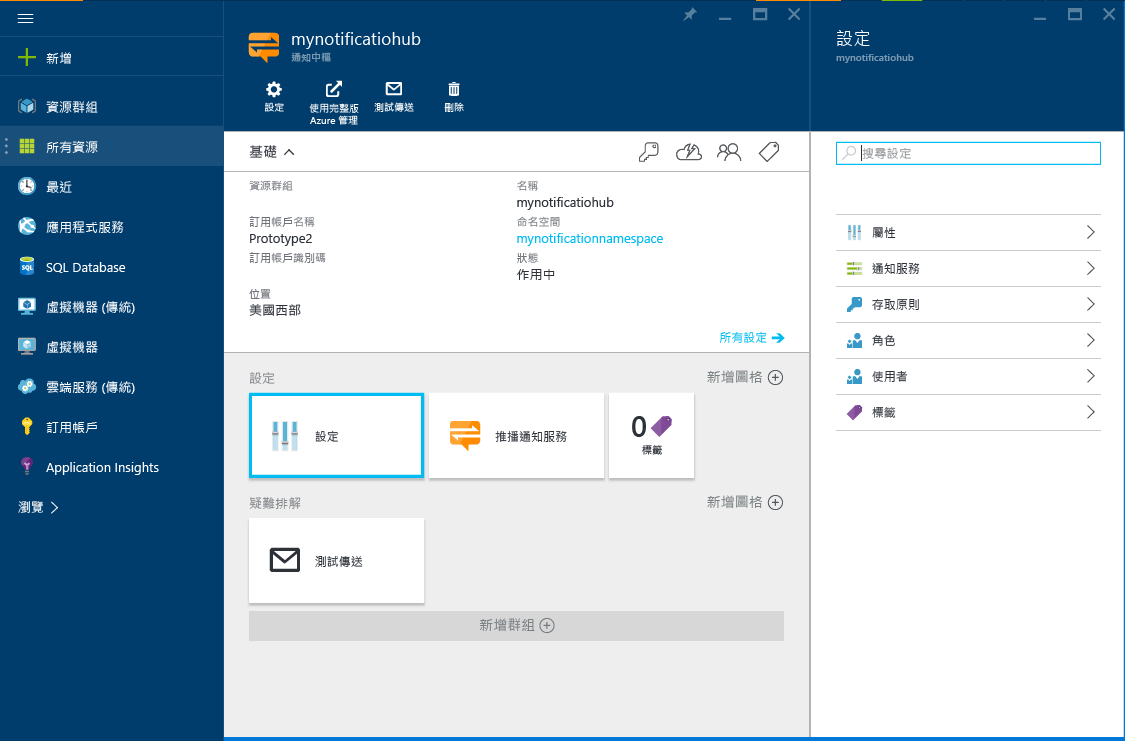 新增
資源群組
所有資源
最近
應用程式服務
SQL Database
虛擬機器 (傳統)
虛擬機器
雲端服務 (傳統)
訂用帳戶
Application Insights
瀏覽
mynotificatiohub
通知中樞
設定
使用完整版
Azure 管理
測試傳送
刪除
基礎
資源群組
訂用帳戶名稱
Prototype2
訂用帳戶識別碼
位置
美國西部
名稱
mynotificatiohub
命名空間
mynotificationnamespace
狀態
作用中
所有設定
設定
新增圖格
設定
推播通知服務
0
標籤
疑難排解
新增圖格
測試傳送
新增群組
設定
mynotificatiohub
搜尋設定
屬性
通知服務
存取原則
角色
使用者
標籤